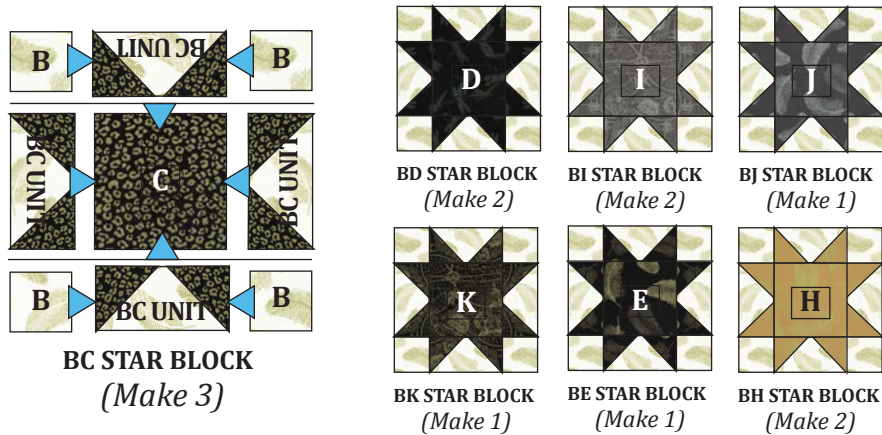 B
BC UNIT
B
BC UNIT
C
BC UNIT
B
BC UNIT
B
BC STAR BLOCK
(Make 3)
D
BD STAR BLOCK
(Make 2)
I
BI STAR BLOCK
(Make 2)
J
BJ STAR BLOCK
(Make 1)
K
BK STAR BLOCK
(Make 1)
E
BE STAR BLOCK
(Make 1)
H
BH STAR BLOCK
(Make 2)